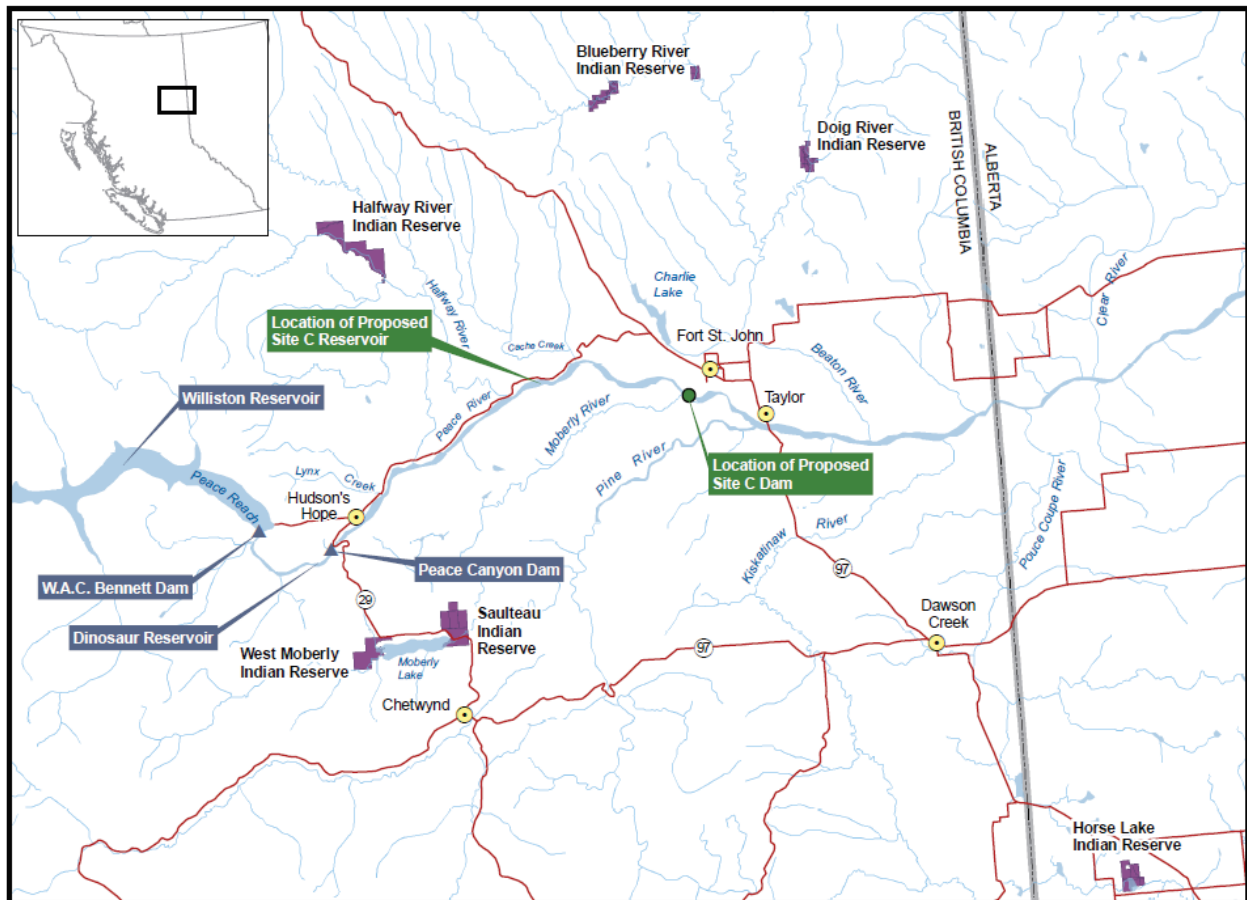 Blueberry River
Indian Reserve
Doig River
Indian Reserve
BRITISH COLUMBIA
ALBERTA
Halfway River
Indian Reserve
Halfway River
Charlie
Lake
Clear River
Location of Proposed
Site C Reservoir
Cache Creek
Fort St. John
Beaton River
Taylor
Williston Reservoir
Peace River
Moberly River
Pine River
Location of Proposed
Site C Dam
Lynx
Creek
Peace Reach
Hudson's
Hope
Kiskatinaw
River
Pouce Coupe River
W.A.C. Bennett Dam
Peace Canyon Dam
97
Dinosaur Reservoir
29
Saulteau
Indian
Reserve
Dawson
Creek
West Moberly
Indian Reserve
Moberly
Lake
97
Chetwynd
Horse Lake
Indian Reserve